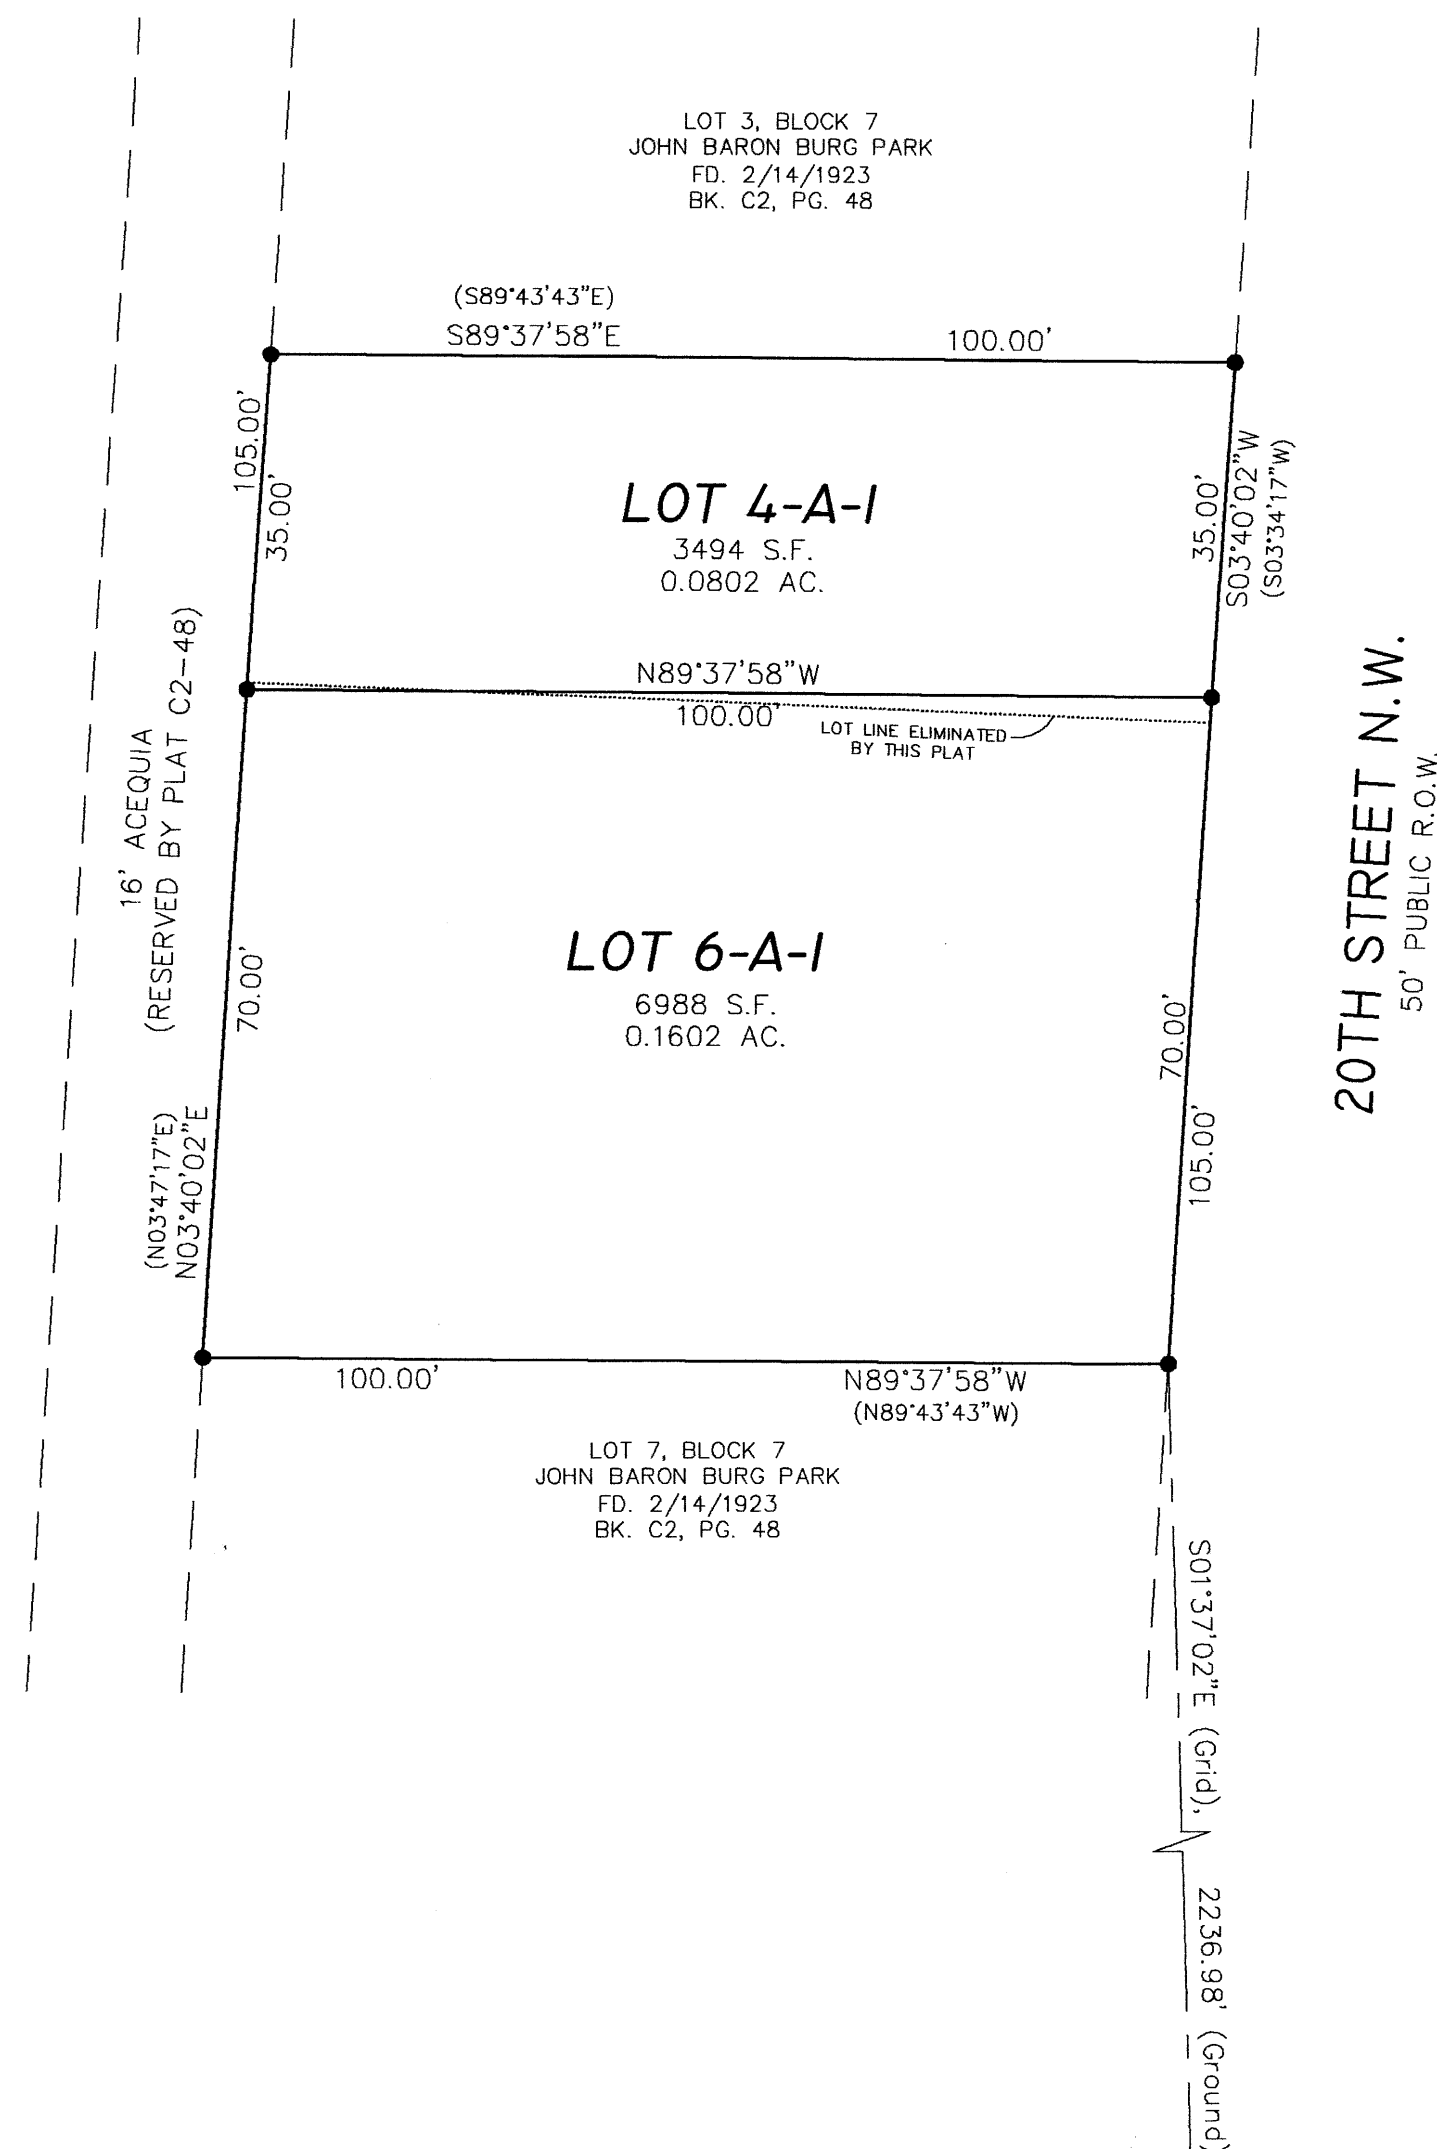 LOT 3, BLOCK 7
JOHN BARON BURG PARK
FD. 2/14/1923
BK. C2, PG. 48
(S89°43'43"E)
S89°37'58"E
100.00'
105.00'
35.00'
LOT 4-A-1
3494 S.F.
0.0802 AC.
35.00'
S03°40'02"W
(S03°34'17"W)
N89°37'58"W
100.00'
LOT LINE ELIMINATED
BY THIS PLAT
16' ACEQUIA
(RESERVED BY PLAT C2-48)
20TH STREET N.W.
50' PUBLIC R.O.W.
LOT 6-A-1
6988 S.F.
0.1602 AC.
70.00'
(N03°47'17"E)
N03°40'02"E
70.00'
105.00'
100.00'
N89°37'58"W
(N89°43'43"W)
LOT 7, BLOCK 7
JOHN BARON BURG PARK
FD. 2/14/1923
BK. C2, PG. 48
S01°37'02"E (Grid), 2236.98' (Ground)